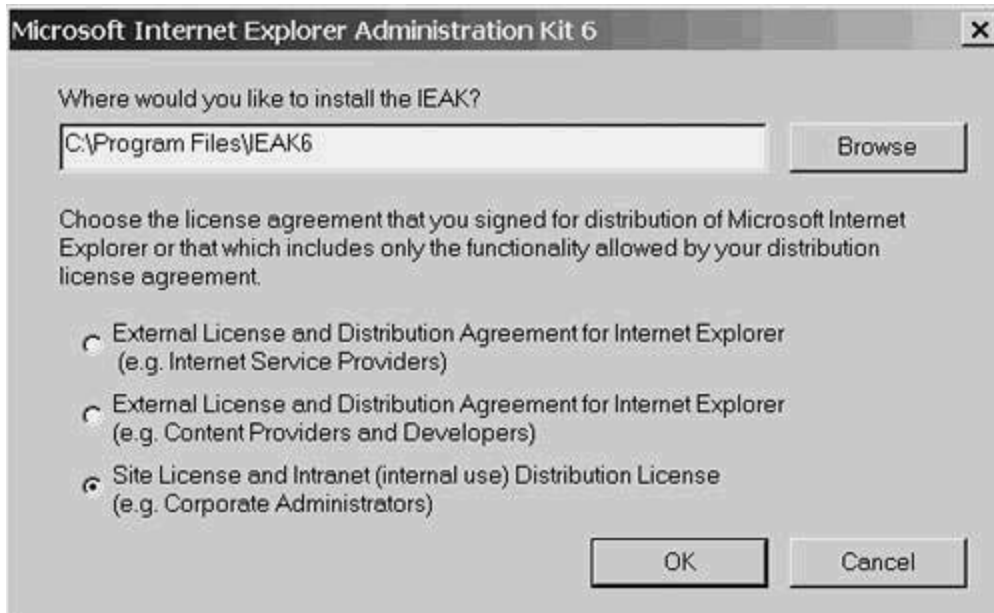 Microsoft Internet Explorer Administration Kit 6
Where would you like to install the IEAK?
C:\Program Files\IEAK6
Browse
Choose the license agreement that you signed for distribution of Microsoft Internet
Explorer or that which includes only the functionality allowed by your distribution
license agreement.
External License and Distribution Agreement for Internet Explorer
(e.g. Internet Service Providers)
External License and Distribution Agreement for Internet Explorer
(e.g. Content Providers and Developers)
Site License and Intranet (internal use) Distribution License
(e.g. Corporate Administrators)
OK
Cancel